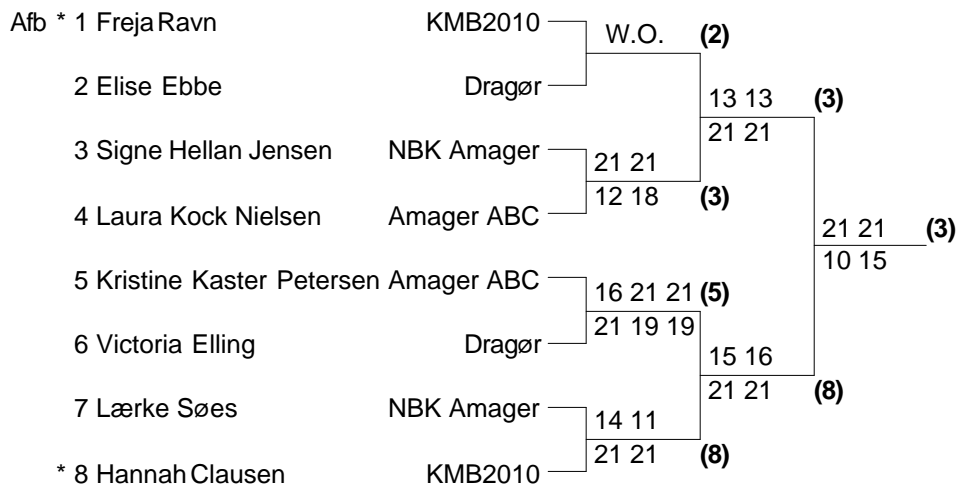 Afb * 1 Freja Ravn KMB2010
W.O. (2)
2 Elise Ebbe Dragør
13 13 (3)
21 21
3 Signe Hellan Jensen NBK Amager
21 21
12 18 (3)
4 Laura Kock Nielsen Amager ABC
21 21 (3)
10 15
5 Kristine Kaster Petersen Amager ABC
16 21 21 (5)
21 19 19
6 Victoria Elling Dragør
15 16
21 21 (8)
7 Lærke Søes NBK Amager
14 11
21 21 (8)
* 8 Hannah Clausen KMB2010